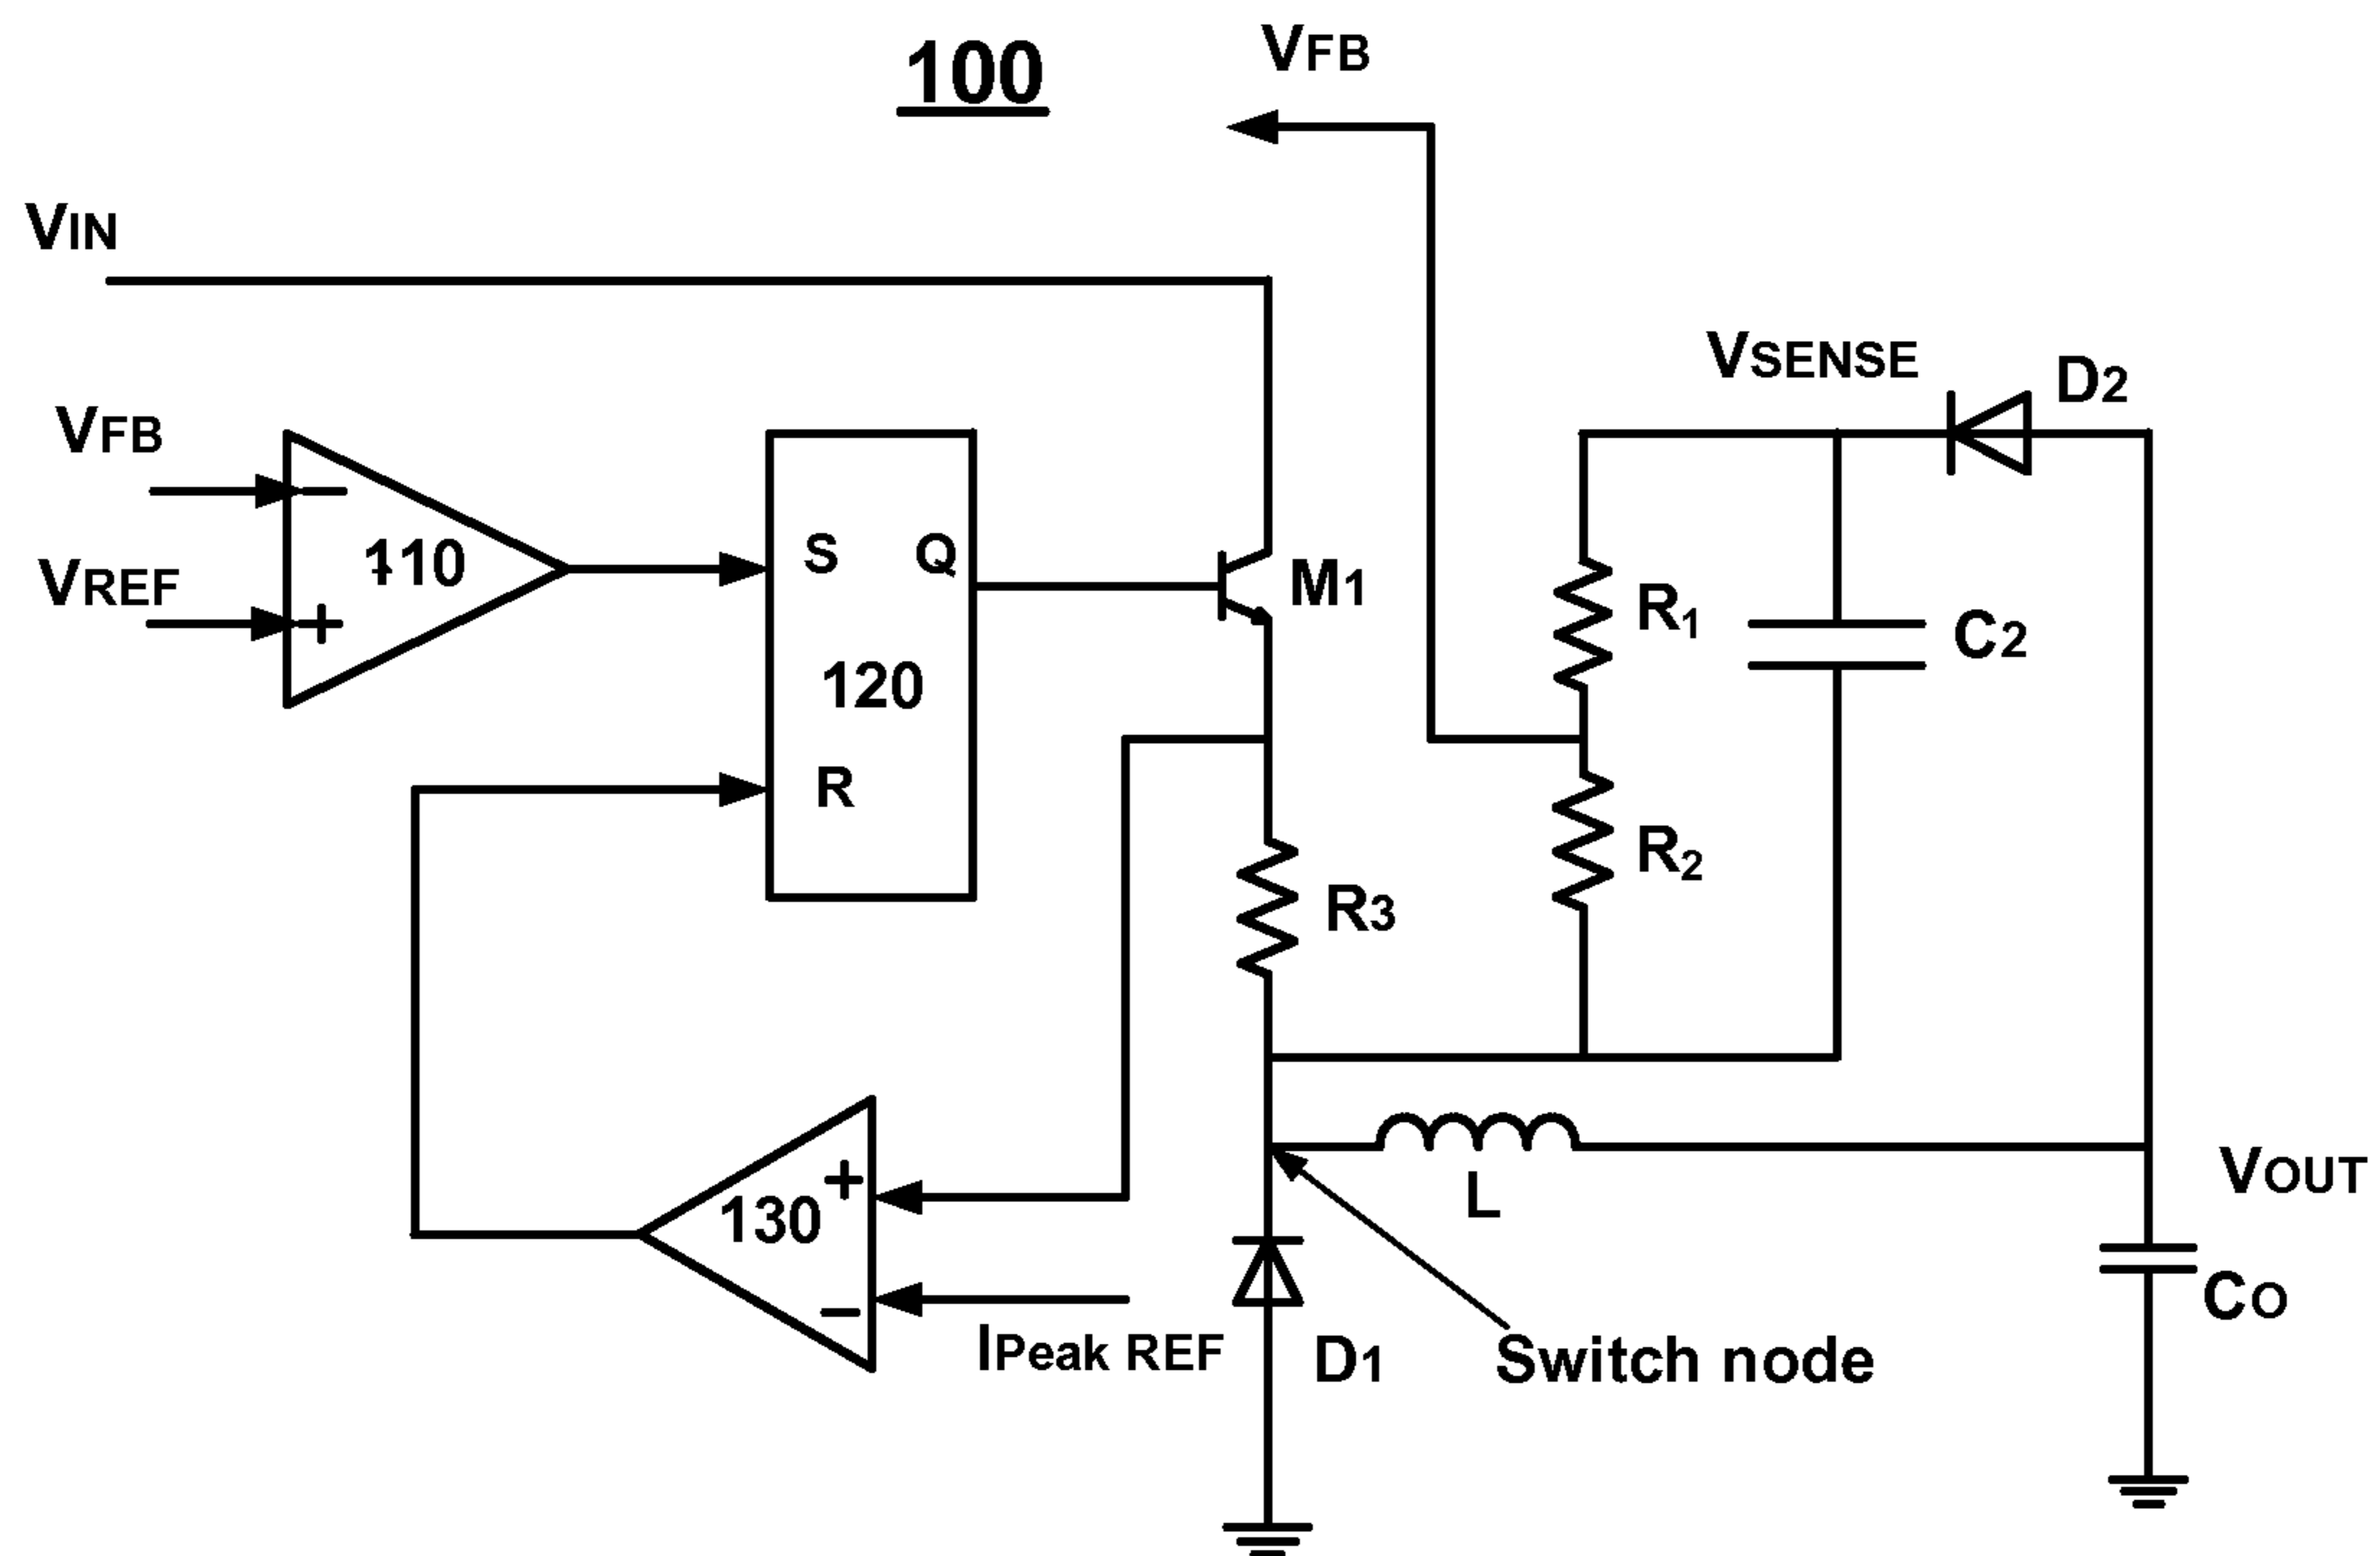 100
VFB
VIN
VSENSE
D2
VFB
110
VREF
S Q
M1
R1
C2
120
R
R2
R3
VOUT
L
+
130
IPeak REF
D1
Switch node
CO